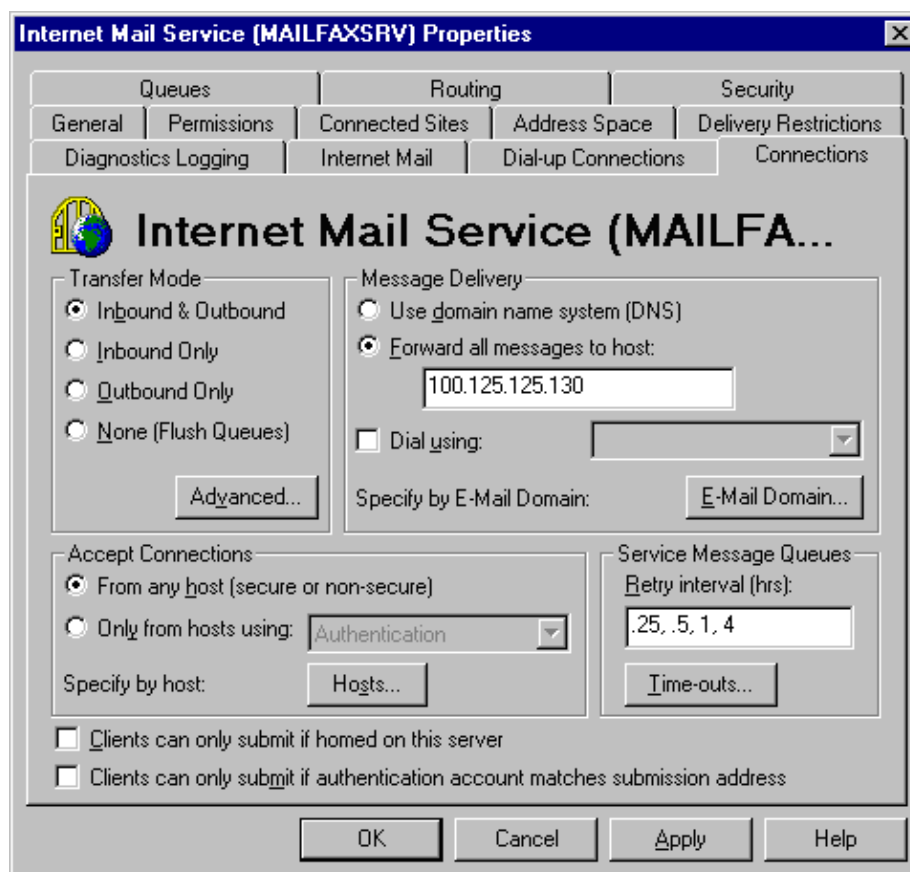 Internet Mail Service (MAILFAXSRV) Properties
Queues Routing Security
General Permissions Connected Sites Address Space Delivery Restrictions
Diagnostics Logging Internet Mail Dial-up Connections Connections
Internet Mail Service (MAILFA...
Transfer Mode
Inbound & Outbound
Inbound Only
Outbound Only
None (Flush Queues)
Advanced...
Message Delivery
Use domain name system (DNS)
Forward all messages to host:
100.125.125.130
Dial using:
Specify by E-Mail Domain: E-Mail Domain...
Accept Connections
From any host (secure or non-secure)
Only from hosts using: Authentication
Specify by host: Hosts...
Service Message Queues
Retry interval (hrs):
.25, .5, 1, 4
Time-outs...
Clients can only submit if homed on this server
Clients can only submit if authentication account matches submission address
OK Cancel Apply Help